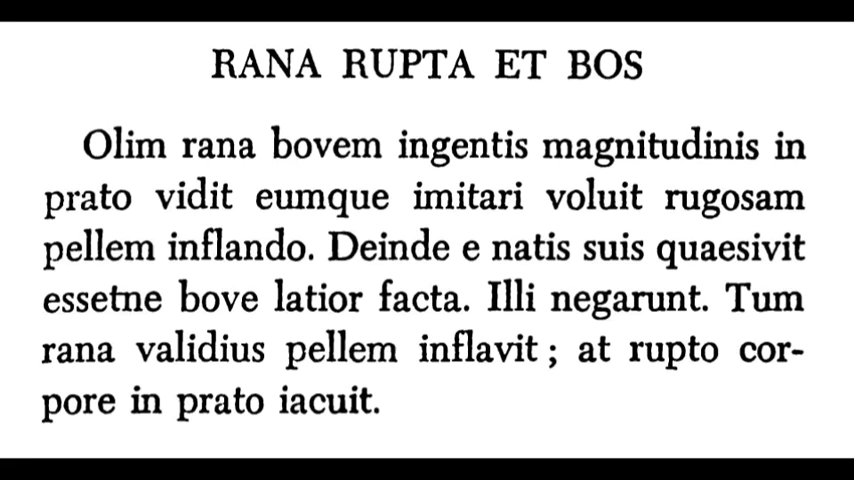 RANA RUPTA ET BOS
Olim rana bovem ingentis magnitudinis in
prato vidit eumque imitari voluit rugosam
pellem inflando. Deinde e natis suis quaesivit
essetne bove latior facta. Illi negarunt. Tum
rana validius pellem inflavit; at rupto cor-
pore in prato iacuit.